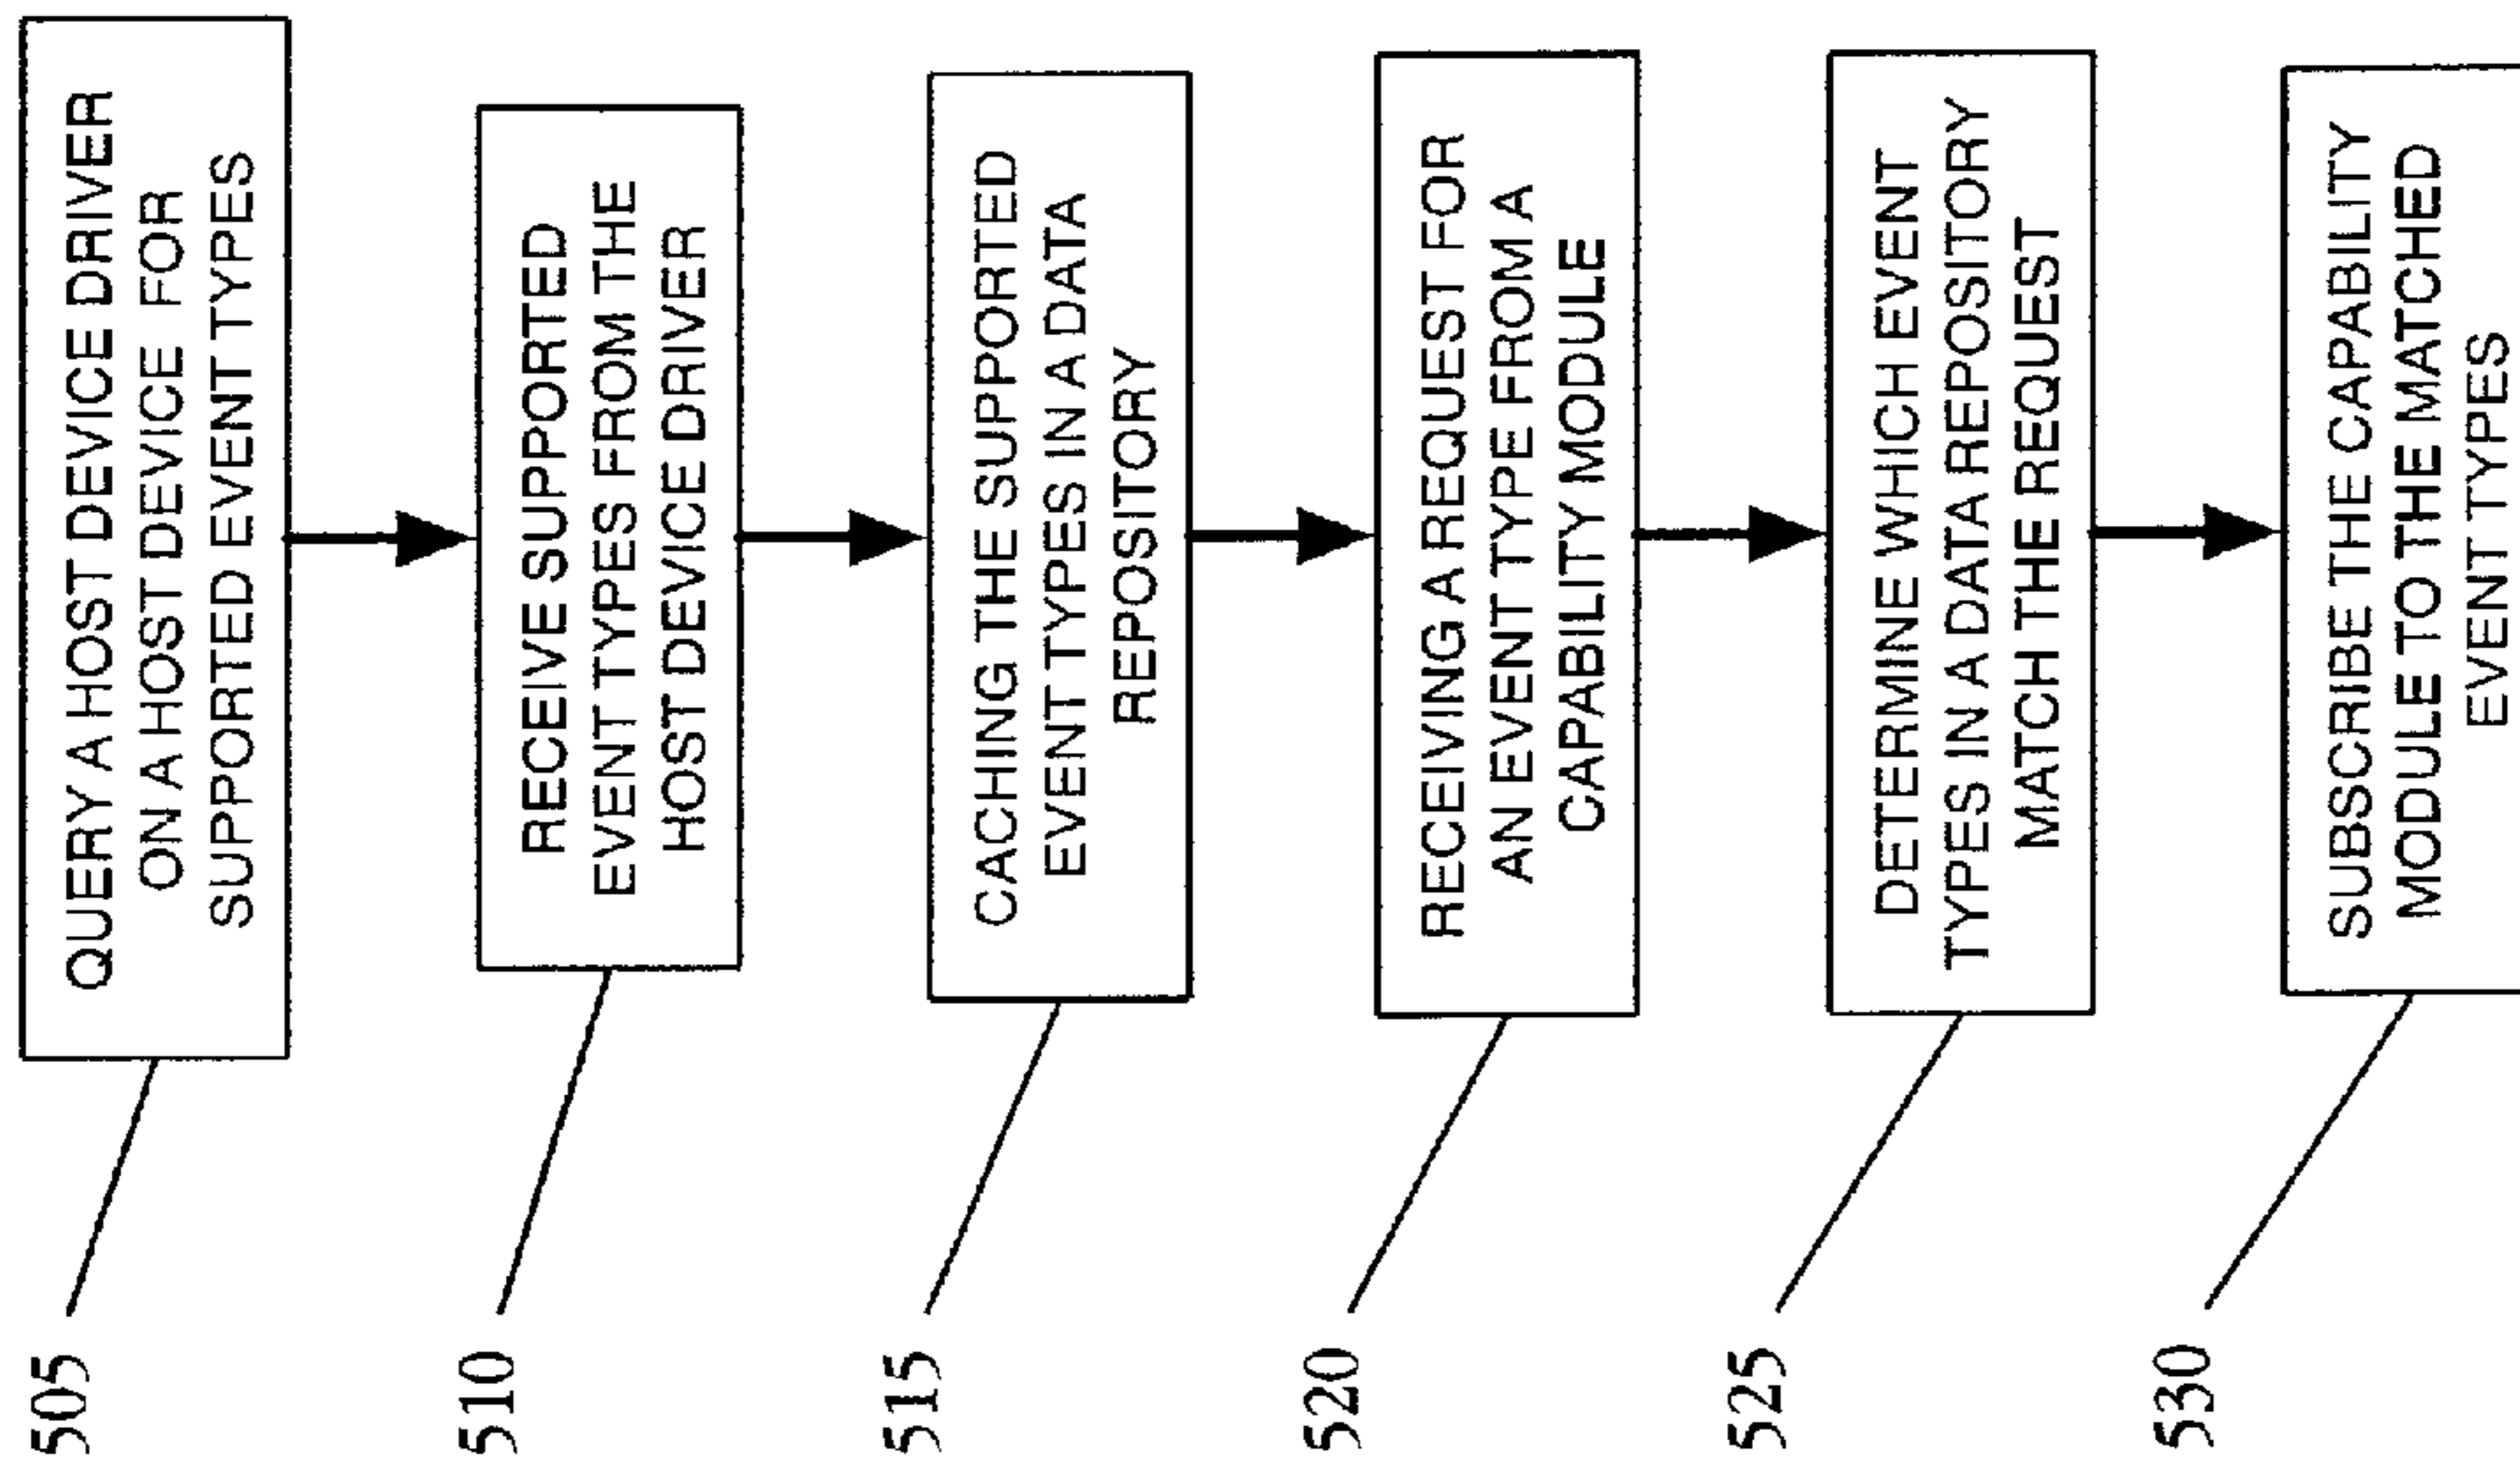 505
QUERY A HOST DEVICE DRIVER
ON A HOST DEVICE FOR
SUPPORTED EVENT TYPES
510
RECEIVE SUPPORTED
EVENT TYPES FROM THE
HOST DEVICE DRIVER
515
CACHING THE SUPPORTED
EVENT TYPES IN A DATA
REPOSITORY
520
RECEIVING A REQUEST FOR
AN EVENT TYPE FROM A
CAPABILITY MODULE
525
DETERMINE WHICH EVENT
TYPES IN A DATA REPOSITORY
MATCH THE REQUEST
530
SUBSCRIBE THE CAPABILITY
MODULE TO THE MATCHED
EVENT TYPES